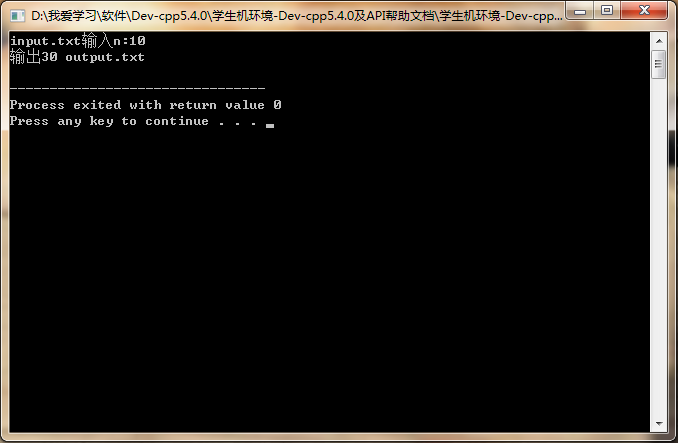 D:\我爱学习\软件\Dev-cpp5.4.0\学生机环境-Dev-cpp5.4.0及API帮助文档\学生机环境-Dev-cpp...
input.txt输入n:10
输出30 output.txt
--------------------------------
Process exited with return value 0
Press any key to continue . . .